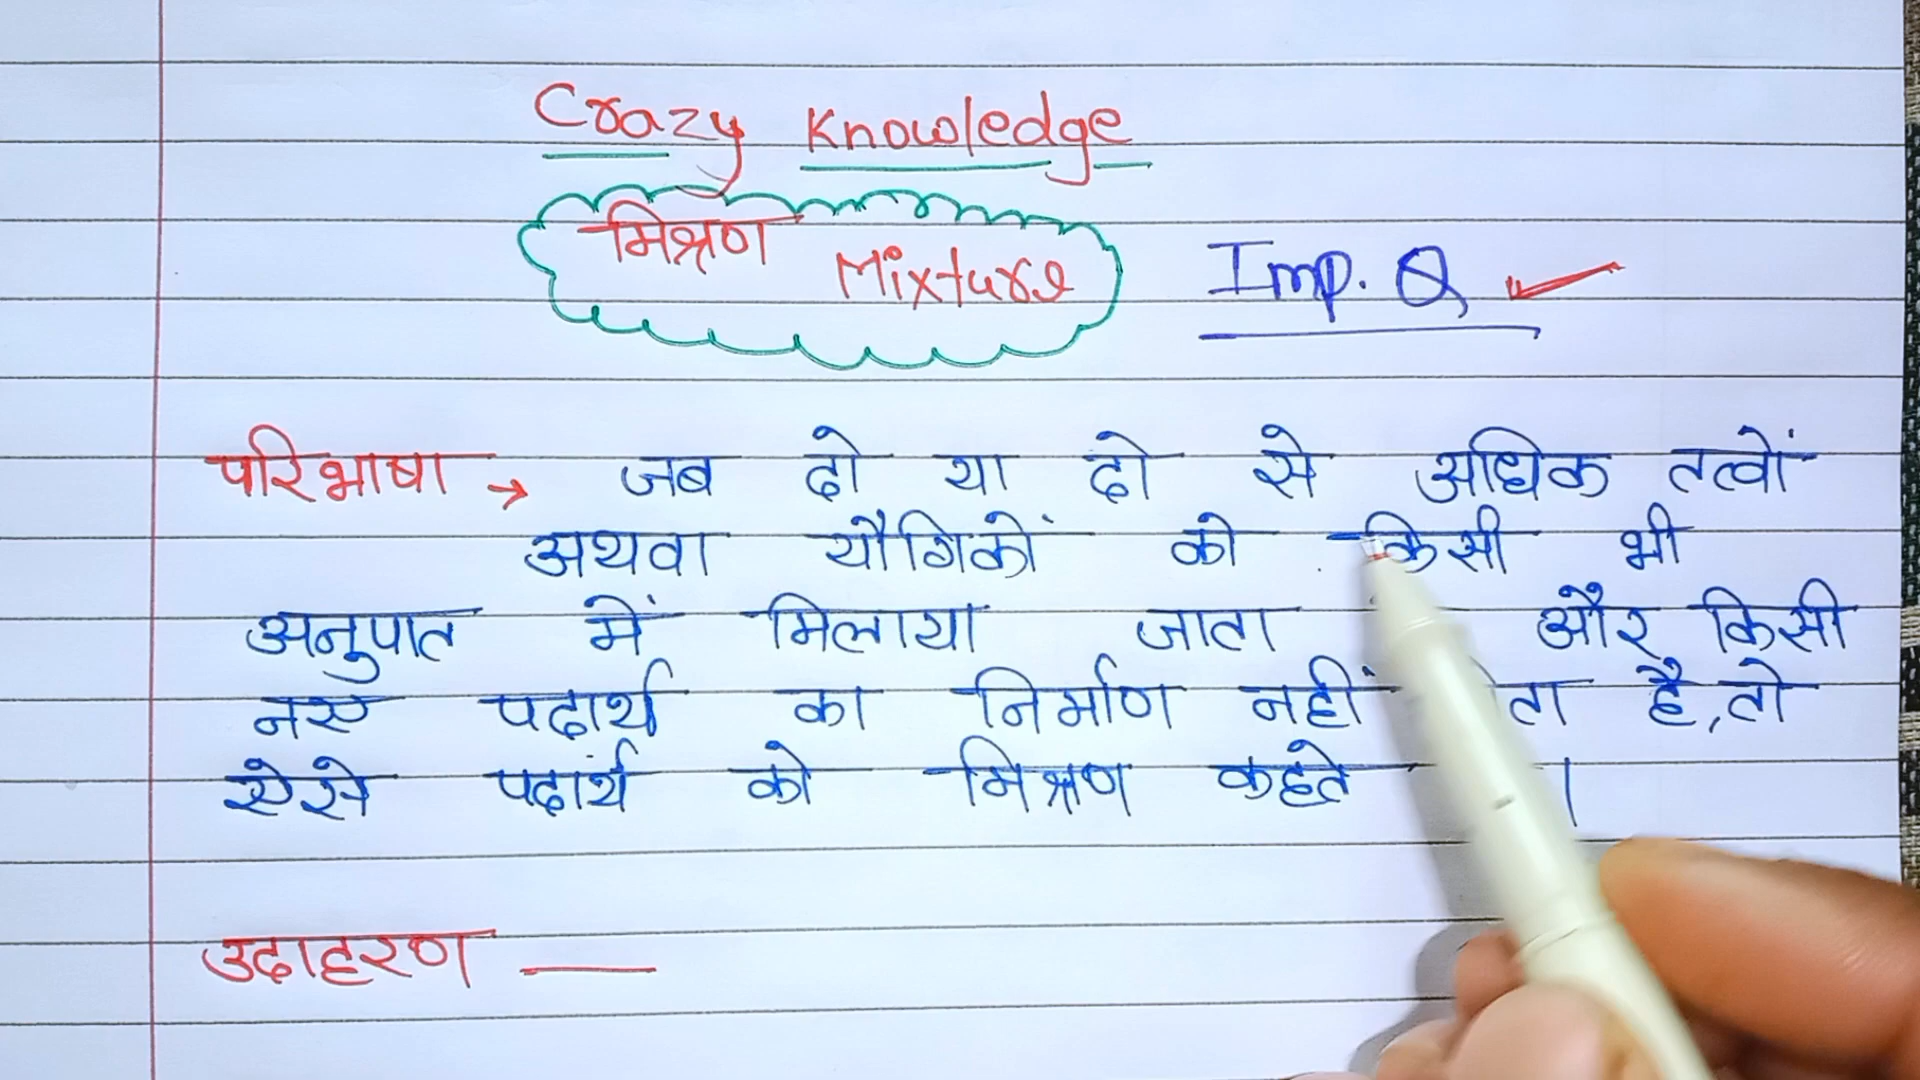 Crazy Knowledge
मिश्रण Mixture Imp. Q
परिभाषा → जब दो या दो से अधिक तत्वों
अथवा यौगिकों को किसी भी
अनुपात में मिलाया जाता और किसी
नए पदार्थ का निर्माण नहीं है, तो
ऐसे पदार्थ को मिश्रण कहते ।
उदाहरण —